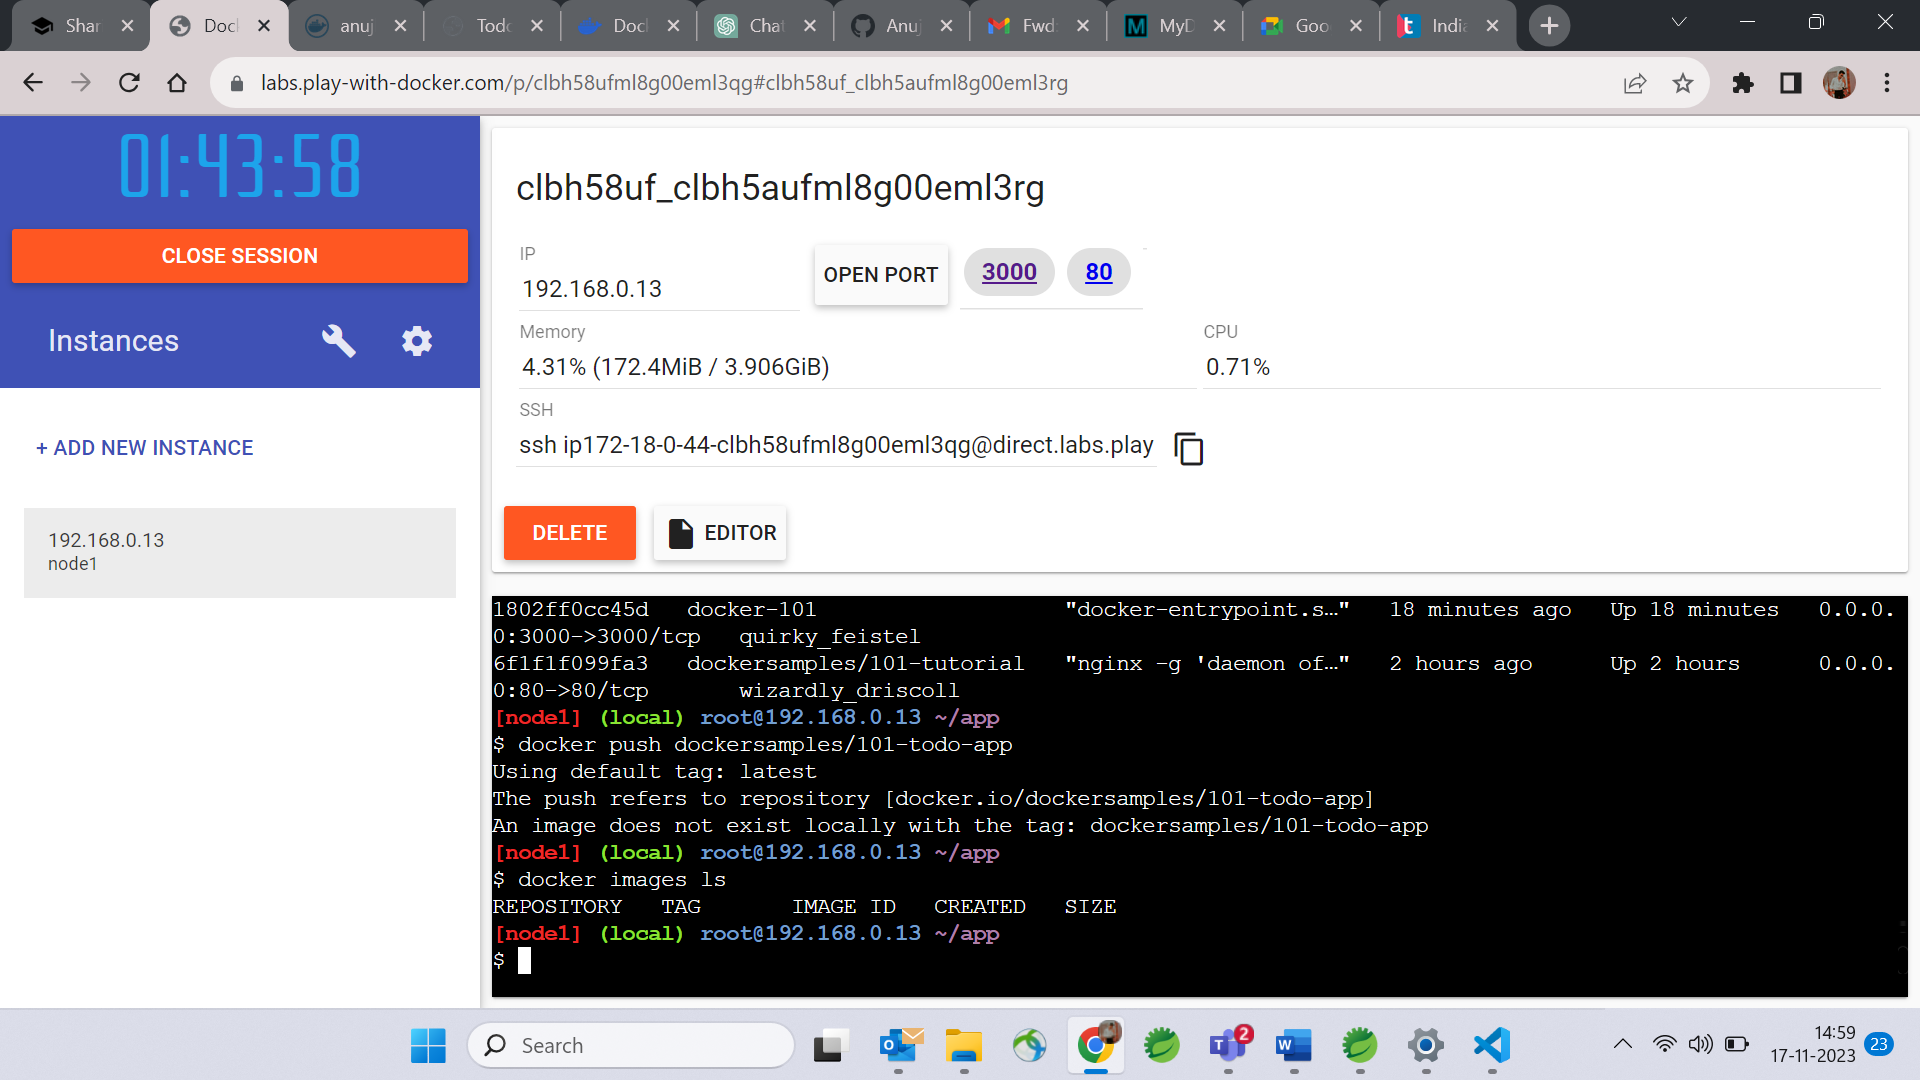 Shar
Doc
anuj
Todo
Doc
Chat
Anuj
Fwd:
MyD
Goo
India
labs.play-with-docker.com/p/clbh58ufml8g00eml3qg#clbh58uf_clbh5aufml8g00eml3rg
01:43:58
CLOSE SESSION
Instances
+ ADD NEW INSTANCE
192.168.0.13
node1
clbh58uf_clbh5aufml8g00eml3rg
IP
192.168.0.13
OPEN PORT
3000
80
Memory
4.31% (172.4MiB / 3.906GiB)
CPU
0.71%
SSH
ssh ip172-18-0-44-clbh58ufml8g00eml3qg@direct.labs.play
DELETE
EDITOR
1802ff0cc45d   docker-101                   "docker-entrypoint.s…"   18 minutes ago   Up 18 minutes   0.0.0.
0:3000->3000/tcp   quirky_feistel
6f1f1f099fa3   dockersamples/101-tutorial   "nginx -g 'daemon of…"   2 hours ago      Up 2 hours      0.0.0.
0:80->80/tcp       wizardly_driscoll
[node1] (local) root@192.168.0.13 ~/app
$ docker push dockersamples/101-todo-app
Using default tag: latest
The push refers to repository [docker.io/dockersamples/101-todo-app]
An image does not exist locally with the tag: dockersamples/101-todo-app
[node1] (local) root@192.168.0.13 ~/app
$ docker images ls
REPOSITORY   TAG       IMAGE ID   CREATED   SIZE
[node1] (local) root@192.168.0.13 ~/app
$
Search
2
14:59
17-11-2023
23